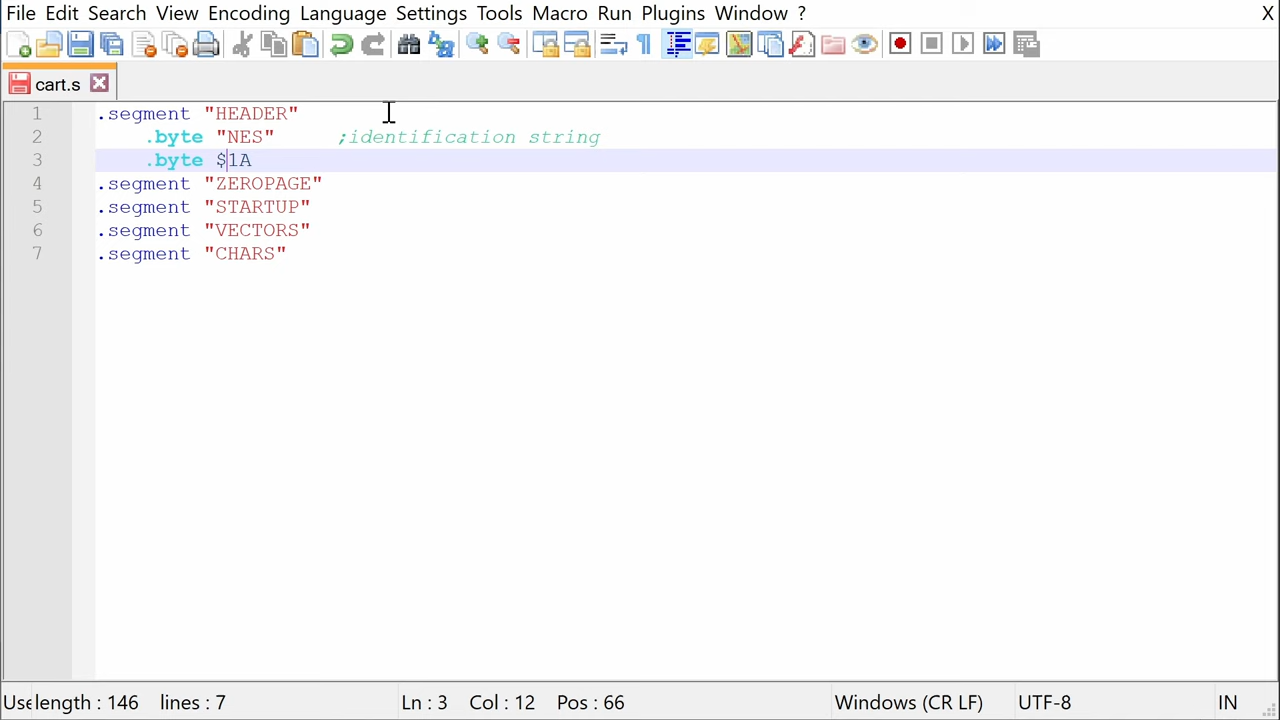 File Edit Search View Encoding Language Settings Tools Macro Run Plugins Window ? X
cart.s
1 .segment "HEADER"
2 .byte "NES" ;identification string
3 .byte $1A
4 .segment "ZEROPAGE"
5 .segment "STARTUP"
6 .segment "VECTORS"
7 .segment "CHARS"
Use length : 146 lines : 7 Ln : 3 Col : 12 Pos : 66 Windows (CR LF) UTF-8 IN